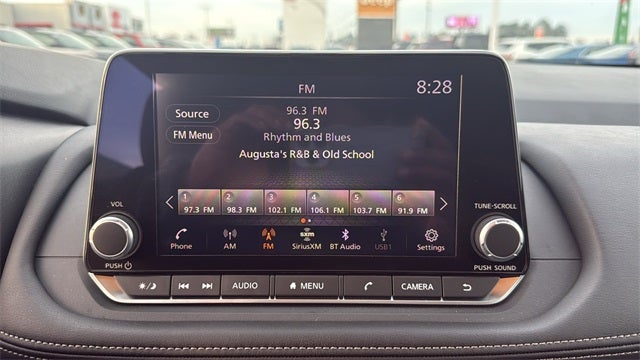 FM
8:28
Source
FM Menu
96.3 FM
96.3
Rhythm and Blues
Augusta's R&B & Old School
1 2 3 4 5 6
97.3 FM 98.3 FM 102.1 FM 106.1 FM 103.7 FM 91.9 FM
Phone AM FM SiriusXM BT Audio USB1 Settings
sxm
VOL
PUSH
TUNE·SCROLL
PUSH SOUND
AUDIO MENU CAMERA